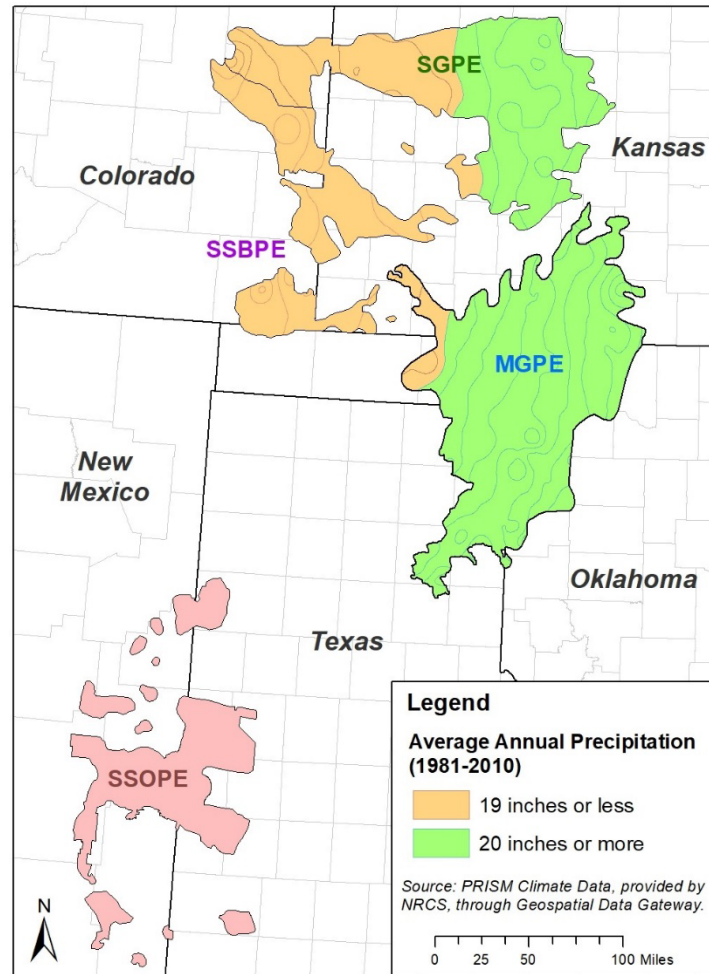 SGPE
Kansas
Colorado
SSBPE
MGPE
New
Mexico
Oklahoma
Texas
SSOPE
N
Legend
Average Annual Precipitation
(1981-2010)
19 inches or less
20 inches or more
Source: PRISM Climate Data, provided by
NRCS, through Geospatial Data Gateway.
0 25 50 100 Miles